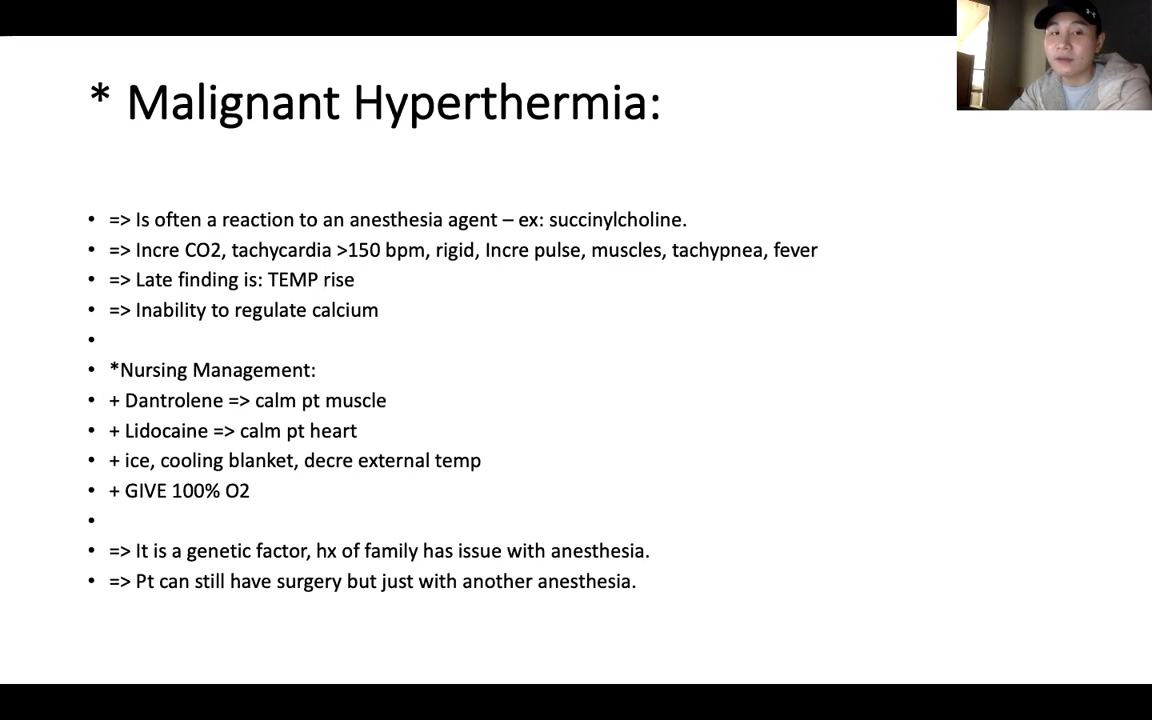 * Malignant Hyperthermia:
• => Is often a reaction to an anesthesia agent – ex: succinylcholine.
• => Incre CO2, tachycardia >150 bpm, rigid, Incre pulse, muscles, tachypnea, fever
• => Late finding is: TEMP rise
• => Inability to regulate calcium
•
• *Nursing Management:
• + Dantrolene => calm pt muscle
• + Lidocaine => calm pt heart
• + ice, cooling blanket, decre external temp
• + GIVE 100% O2
•
• => It is a genetic factor, hx of family has issue with anesthesia.
• => Pt can still have surgery but just with another anesthesia.